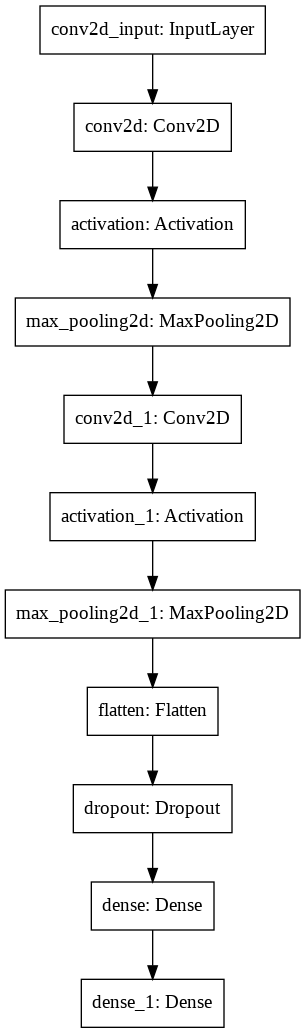 conv2d_input: InputLayer
conv2d: Conv2D
activation: Activation
max_pooling2d: MaxPooling2D
conv2d_1: Conv2D
activation_1: Activation
max_pooling2d_1: MaxPooling2D
flatten: Flatten
dropout: Dropout
dense: Dense
dense_1: Dense